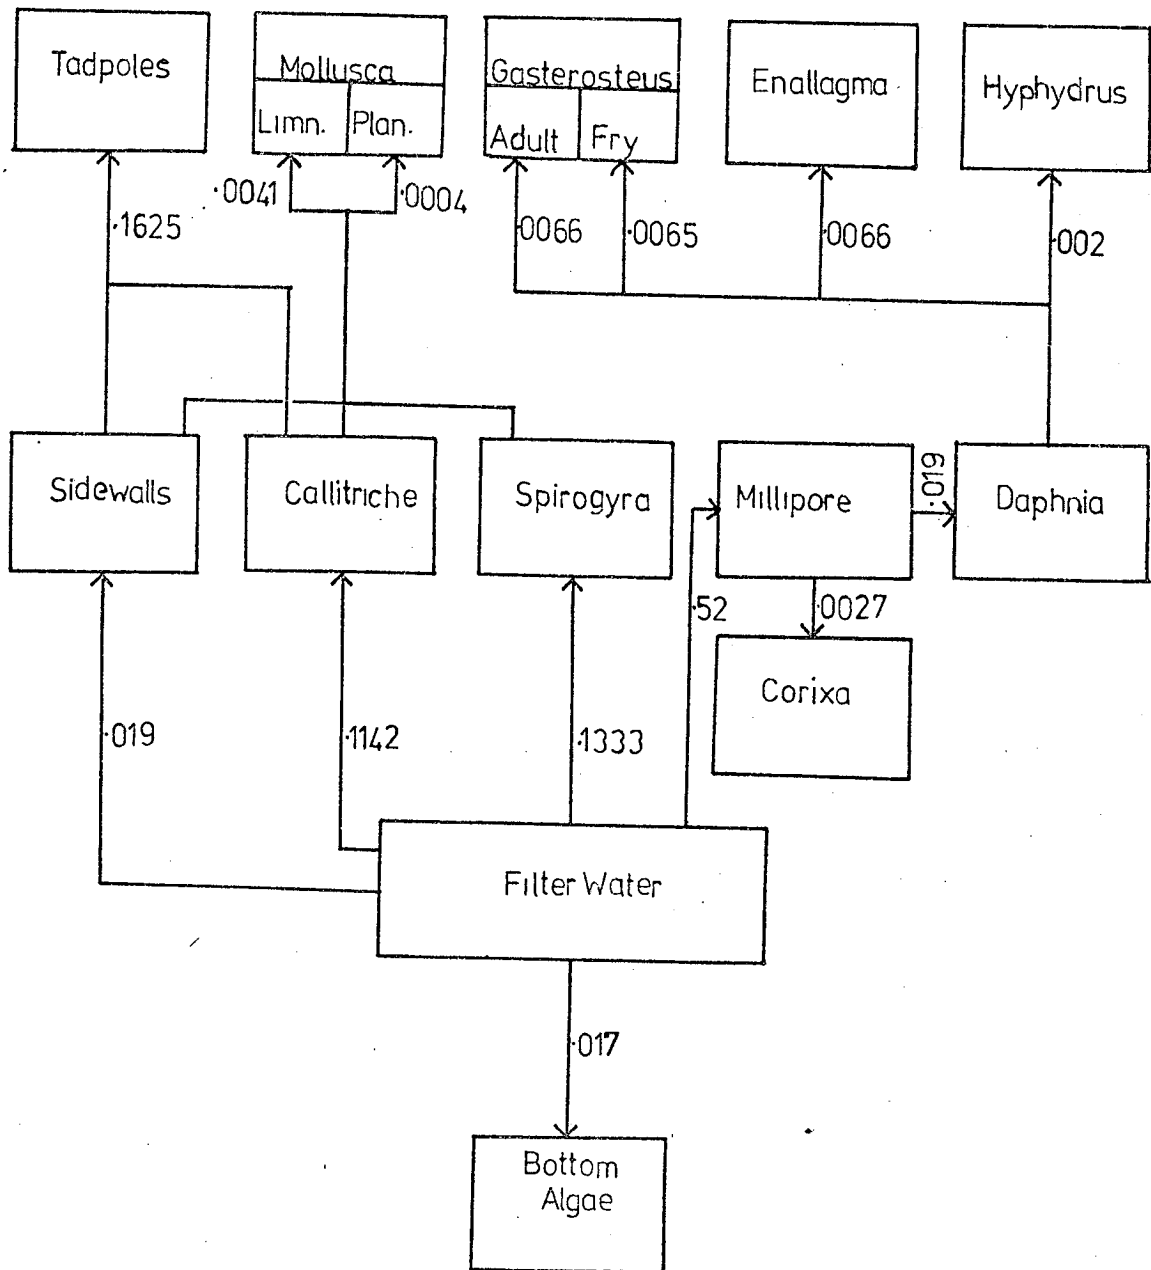 Tadpoles
Mollusca
Limn.
Plan.
Gasterosteus
Adult
Fry
Enallagma
Hyphydrus
·0041
·0004
·1625
·0066
·0065
·0066
·002
Sidewalls
Callitriche
Spirogyra
Millipore
·019
Daphnia
·52
·0027
Corixa
·019
·1142
·1333
Filter Water
·017
Bottom
Algae